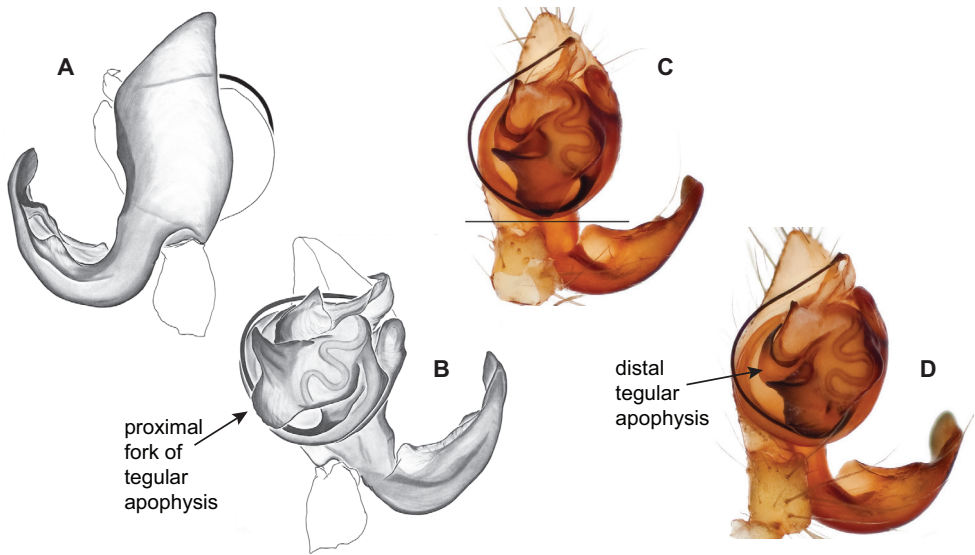 A
C
B
proximal
fork of
tegular
apophysis
distal
tegular
apophysis
D